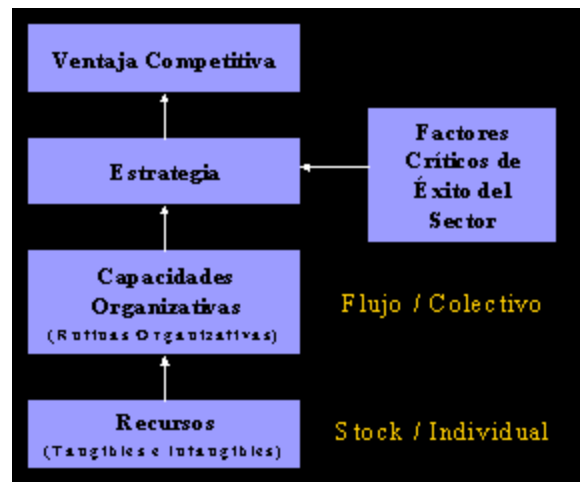 Ventaja Competitiva
Estrategia
Factores
Críticos de
Éxito del
Sector
Capacidades
Organizativas
(Rutinas Organizativas)
Flujo / Colectivo
Recursos
(Tangibles e Intangibles)
Stock / Individual